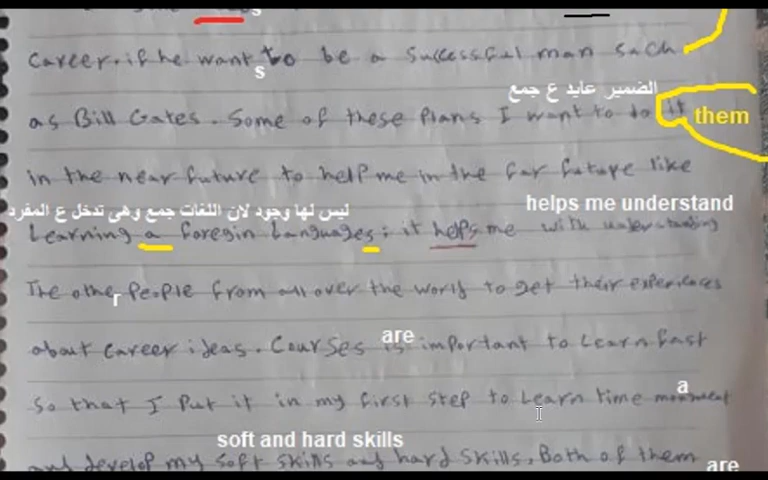 s
Career. if he want to be a Successful man Such
s
الضمير عايد ع جمع
as Bill Gates. Some of these Plans I want to do it
them
in the near future to help me in the far future like
ليس لها وجود لان اللغات جمع وهى تدخل ع المفرد
helps me understand
Learning a foregin languages; it helps me with understanding
The other People from all over the world to get their experiences
r
are
about career ideas. Courses is important to Learn fast
a
So that I Put it in my first step to Learn time
soft and hard skills
and develop my soft skills and hard skills. Both of them
are